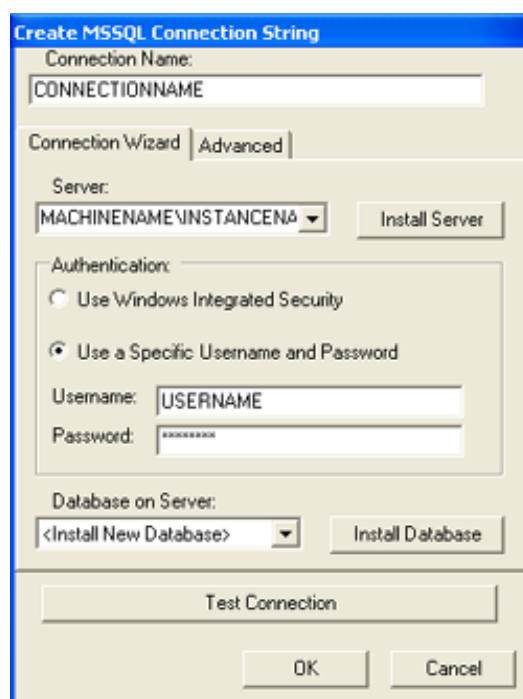 Create MSSQL Connection String
Connection Name:
CONNECTIONNAME
Connection Wizard Advanced
Server:
MACHINENAME\INSTANCENA Install Server
Authentication:
Use Windows Integrated Security
Use a Specific Username and Password
Username: USERNAME
Password: ********
Database on Server:
<Install New Database> Install Database
Test Connection
OK Cancel